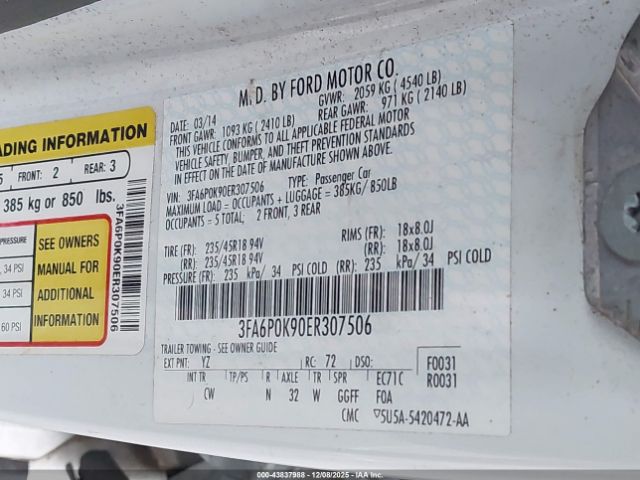 ADING INFORMATION
5 FRONT: 2 REAR: 3
385 kg or 850 lbs.
PRESSURE
34 PSI
34 PSI
60 PSI
SEE OWNERS
MANUAL FOR
ADDITIONAL
INFORMATION
3FA6P0K90ER307506
M.D. BY FORD MOTOR CO.
DATE: 03/14 GVWR: 2059 KG (4540 LB)
FRONT GAWR: 1093 KG (2410 LB) REAR GAWR: 971 KG (2140 LB)
THIS VEHICLE CONFORMS TO ALL APPLICABLE FEDERAL MOTOR
VEHICLE SAFETY, BUMPER, AND THEFT PREVENTION STANDARDS
IN EFFECT ON THE DATE OF MANUFACTURE SHOWN ABOVE.
VIN: 3FA6P0K90ER307506 TYPE: Passenger Car
MAXIMUM LOAD = OCCUPANTS + LUGGAGE = 385KG/850LB
OCCUPANTS = 5 TOTAL, 2 FRONT, 3 REAR
TIRE (FR): 235/45R18 94V RIMS (FR): 18x8.0J
(RR): 235/45R18 94V (RR): 18x8.0J
PRESSURE (FR): 235 kPa/ 34 PSI COLD (RR): 235 kPa/ 34 PSI COLD
3FA6P0K90ER307506
TRAILER TOWING - SEE OWNER GUIDE
EXT PNT: YZ RC: 72 DSO: F0031
INT TR TP/PS R AXLE TR SPR EC71C R0031
CW N 32 W GGFF F0A
CMC 5U5A-5420472-AA
IAA-43837988 - 12/08/2025 - Copyright IAA, LLC